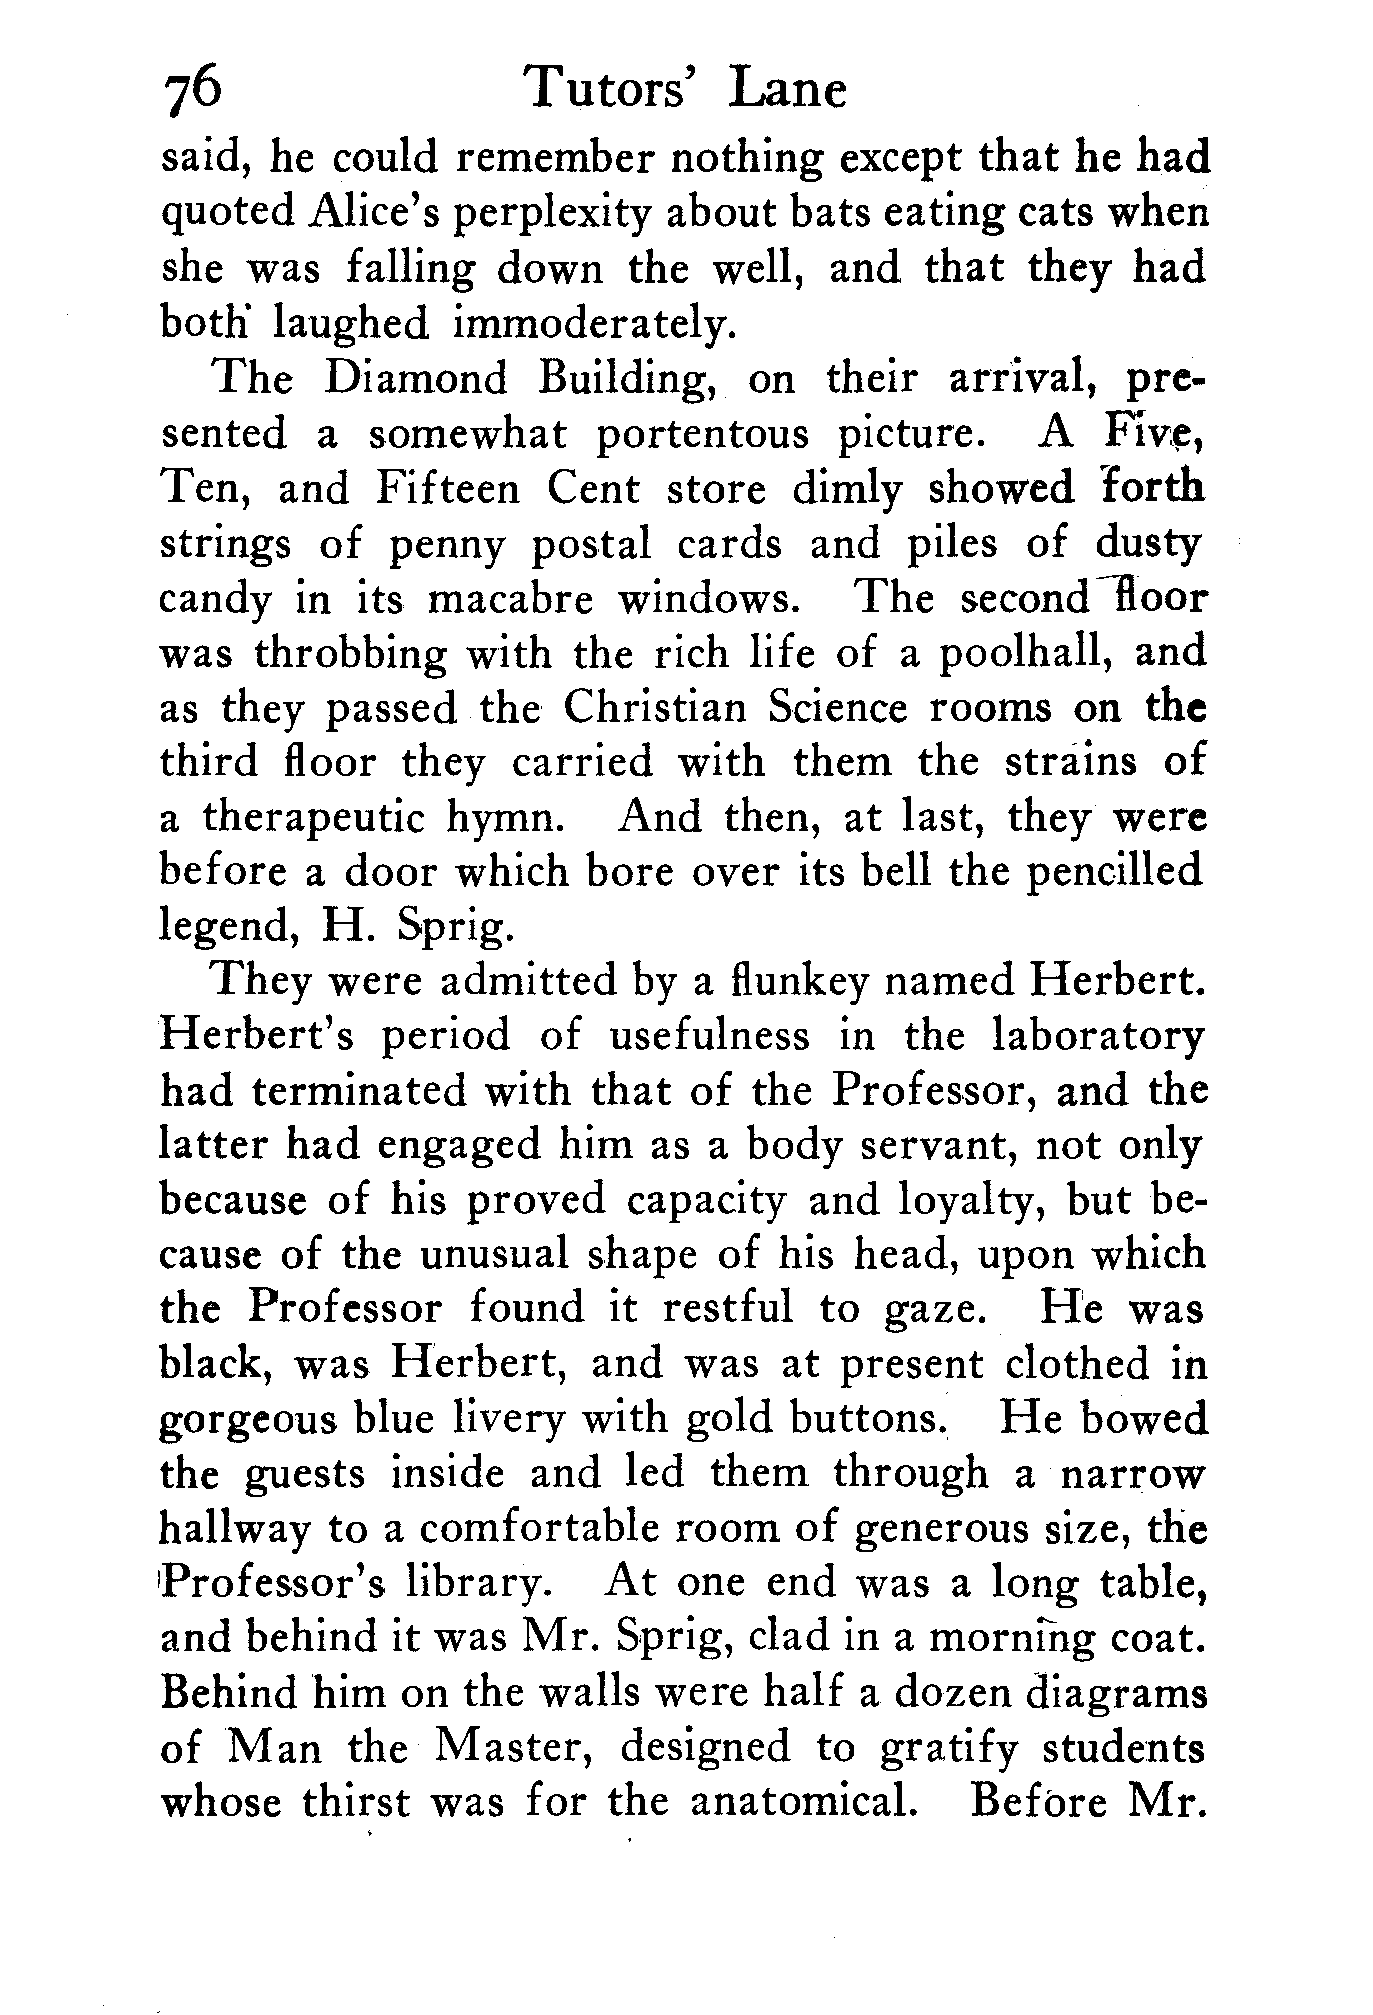 76 Tutors' Lane
said, he could remember nothing except that he had
quoted Alice's perplexity about bats eating cats when
she was falling down the well, and that they had
both laughed immoderately.
The Diamond Building, on their arrival, pre-
sented a somewhat portentous picture. A Five,
Ten, and Fifteen Cent store dimly showed forth
strings of penny postal cards and piles of dusty
candy in its macabre windows. The second floor
was throbbing with the rich life of a poolhall, and
as they passed the Christian Science rooms on the
third floor they carried with them the strains of
a therapeutic hymn. And then, at last, they were
before a door which bore over its bell the pencilled
legend, H. Sprig.
They were admitted by a flunkey named Herbert.
Herbert's period of usefulness in the laboratory
had terminated with that of the Professor, and the
latter had engaged him as a body servant, not only
because of his proved capacity and loyalty, but be-
cause of the unusual shape of his head, upon which
the Professor found it restful to gaze. He was
black, was Herbert, and was at present clothed in
gorgeous blue livery with gold buttons. He bowed
the guests inside and led them through a narrow
hallway to a comfortable room of generous size, the
Professor's library. At one end was a long table,
and behind it was Mr. Sprig, clad in a morning coat.
Behind him on the walls were half a dozen diagrams
of Man the Master, designed to gratify students
whose thirst was for the anatomical. Before Mr.